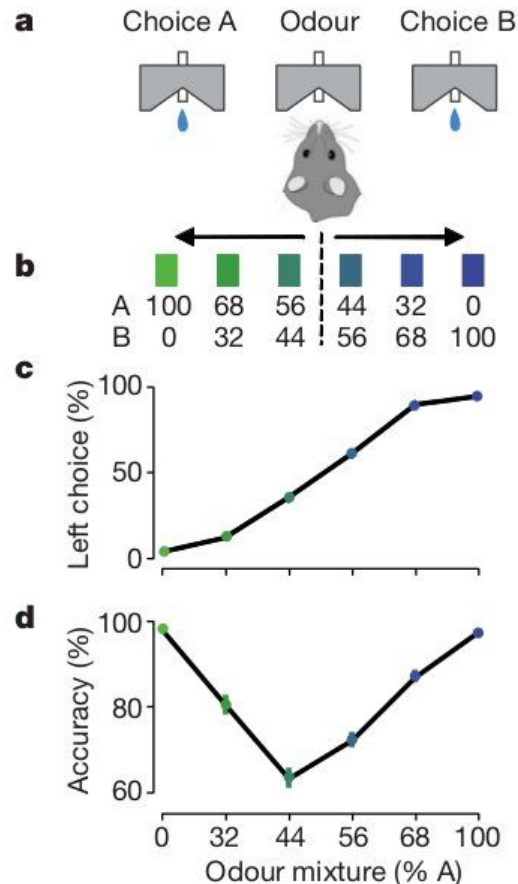 a
Choice A Odour Choice B
b
A 100 68 56 44 32 0
B 0 32 44 56 68 100
c
Left choice (%)
100
50
0
d
Accuracy (%)
100
80
60
0 32 44 56 68 100
Odour mixture (% A)